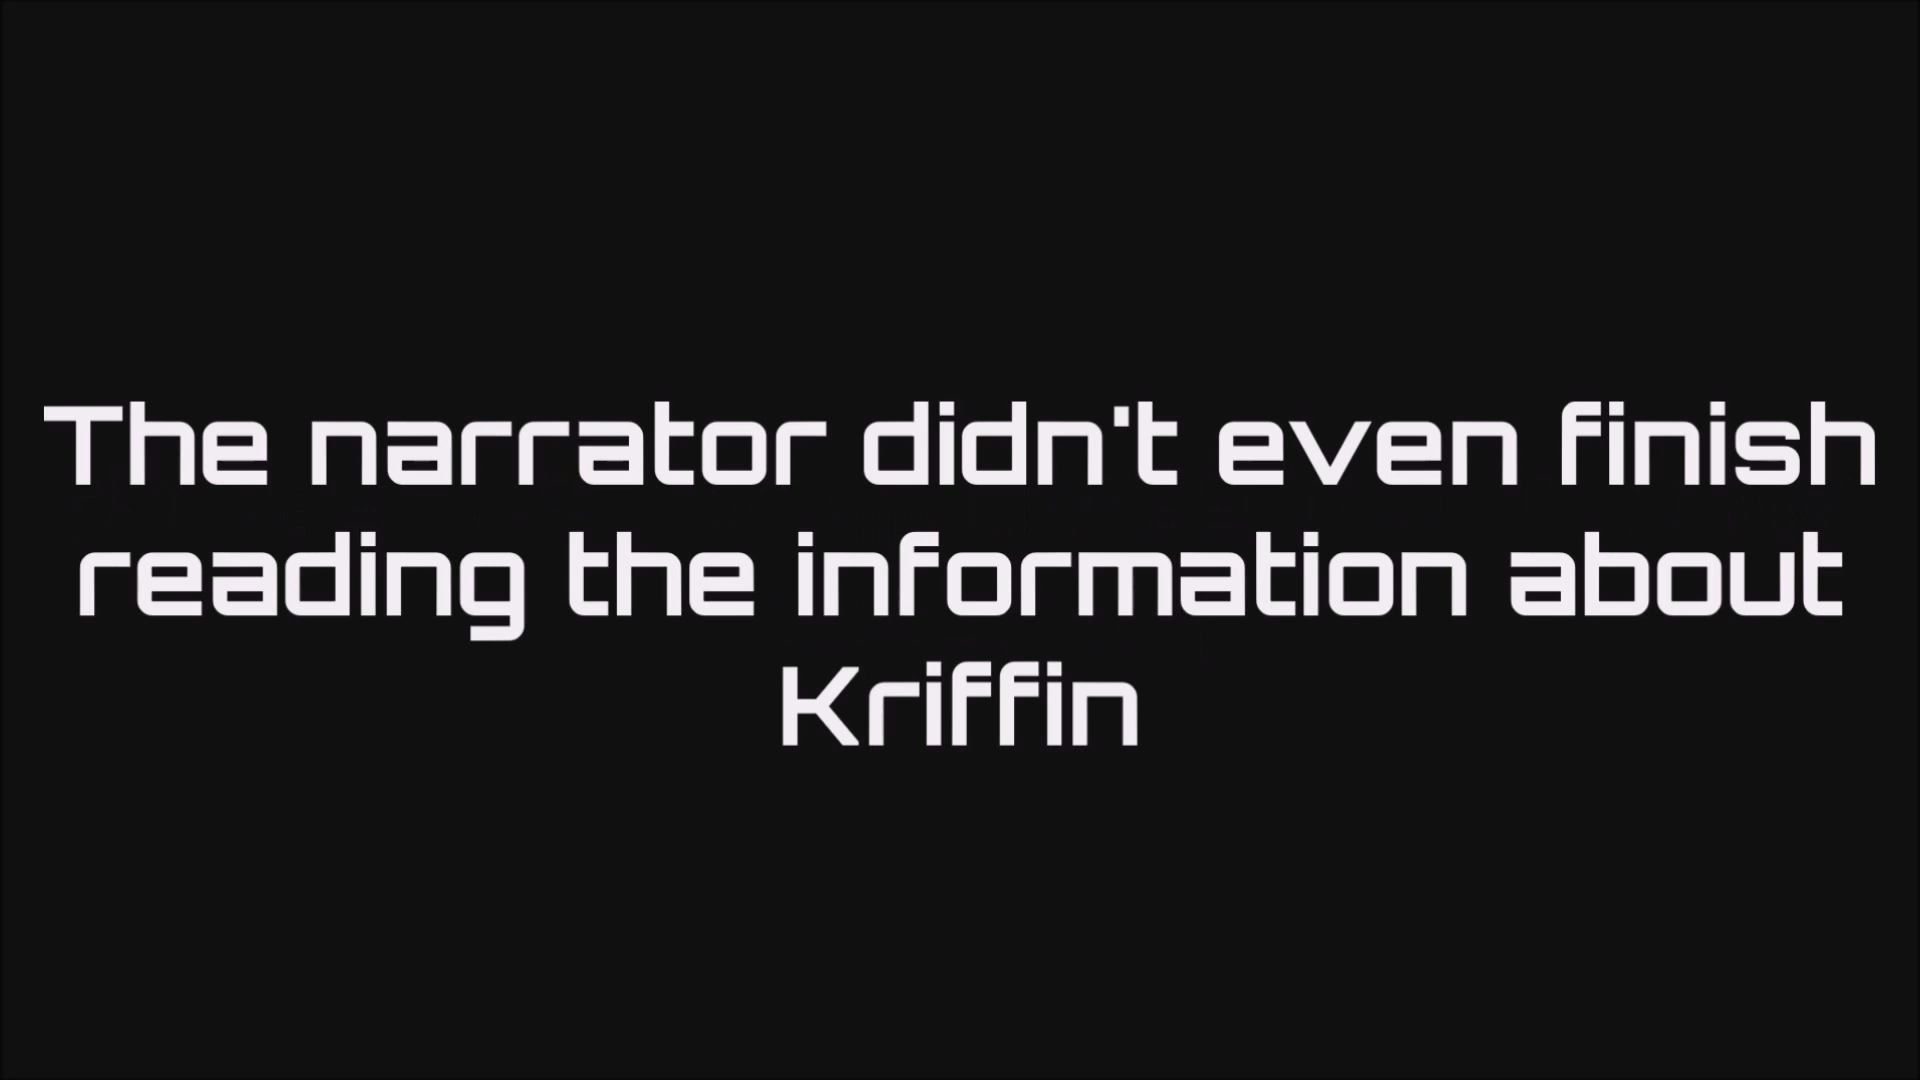 The narrator didn't even finish
reading the information about
Kriffin